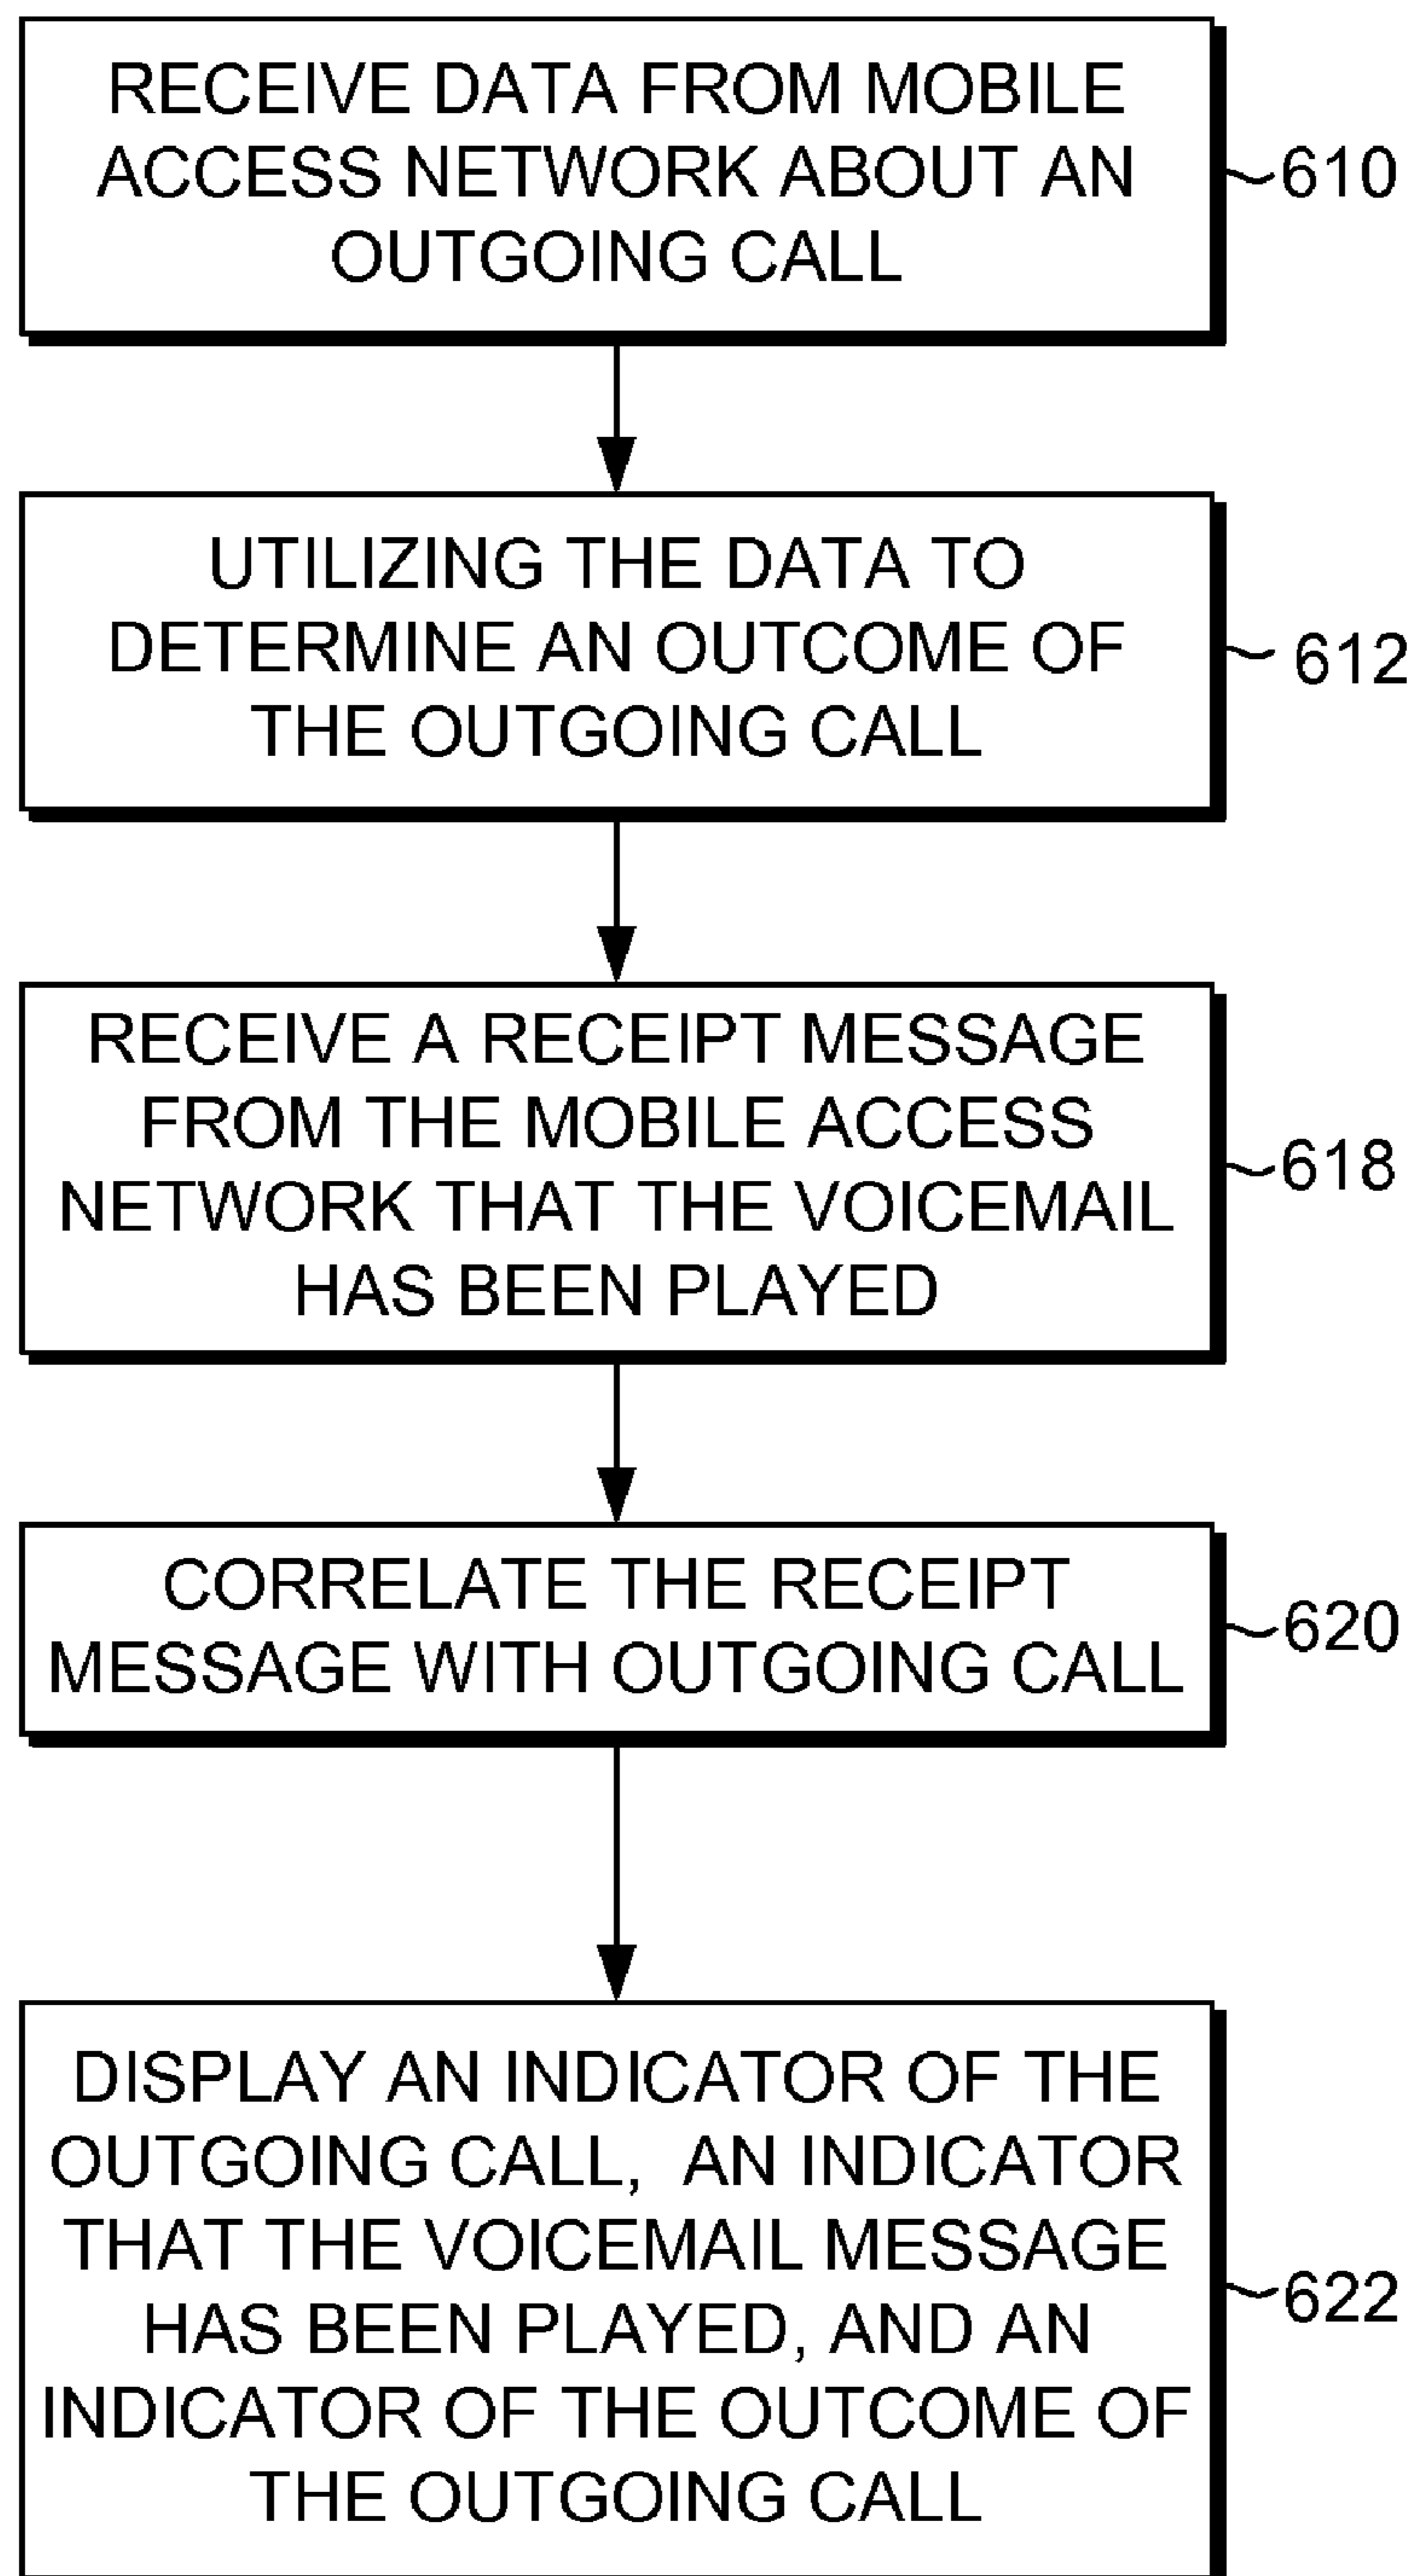 RECEIVE DATA FROM MOBILE
ACCESS NETWORK ABOUT AN
OUTGOING CALL
610
UTILIZING THE DATA TO
DETERMINE AN OUTCOME OF
THE OUTGOING CALL
612
RECEIVE A RECEIPT MESSAGE
FROM THE MOBILE ACCESS
NETWORK THAT THE VOICEMAIL
HAS BEEN PLAYED
618
CORRELATE THE RECEIPT
MESSAGE WITH OUTGOING CALL
620
DISPLAY AN INDICATOR OF THE
OUTGOING CALL, AN INDICATOR
THAT THE VOICEMAIL MESSAGE
HAS BEEN PLAYED, AND AN
INDICATOR OF THE OUTCOME OF
THE OUTGOING CALL
622